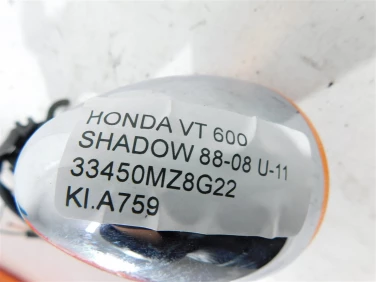 HONDA VT 600
SHADOW 88-08 U-11
33450MZ8G22
KI.A759